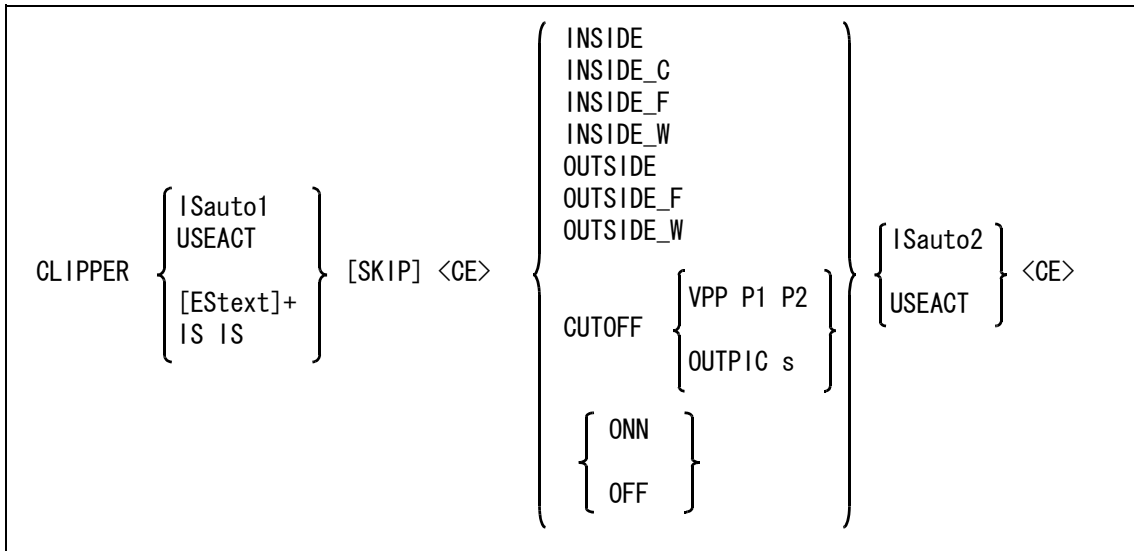 INSIDE
INSIDE_C
INSIDE_F
INSIDE_W
OUTSIDE
OUTSIDE_F
OUTSIDE_W
ISauto1
USEACT
[EStext]+
IS IS
CLIPPER
[SKIP] <CE>
CUTOFF
VPP P1 P2
OUTPIC s
ONN
OFF
ISauto2
USEACT
<CE>